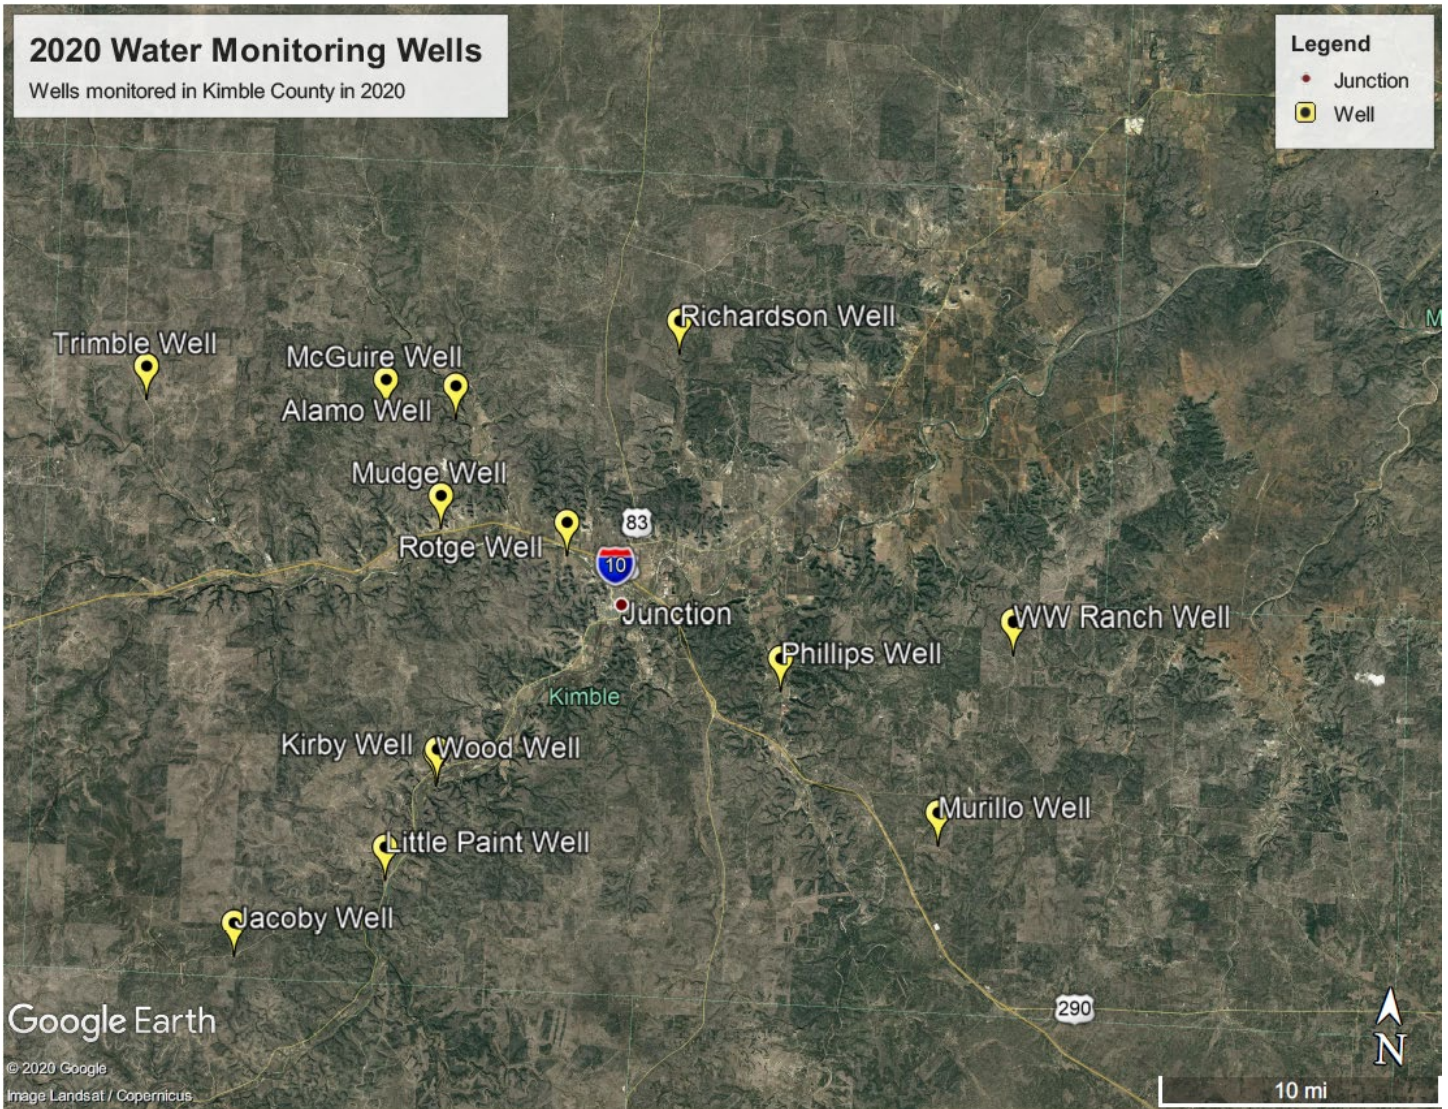 2020 Water Monitoring Wells
Wells monitored in Kimble County in 2020
Legend
Junction
Well
M
Richardson Well
Trimble Well
McGuire Well
Alamo Well
Mudge Well
83
Rotge Well
10
Junction
WW Ranch Well
Phillips Well
Kimble
Kirby Well
Wood Well
Murillo Well
Little Paint Well
Jacoby Well
Google Earth
290
N
© 2020 Google
Image Landsat / Copernicus
10 mi